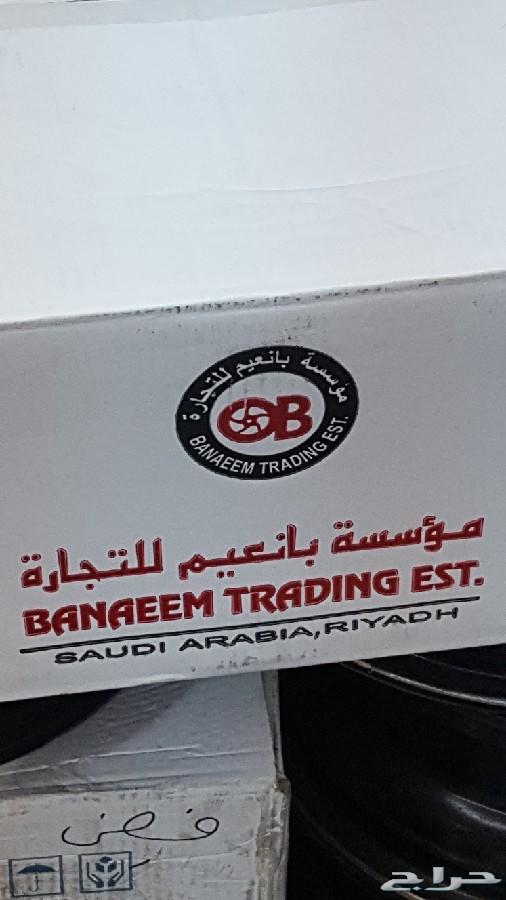 مؤسسة بانعيم للتجارة
OB
BANAEEM TRADING EST.
مؤسسة بانعيم للتجارة
BANAEEM TRADING EST.
SAUDI ARABIA, RIYADH
حراج